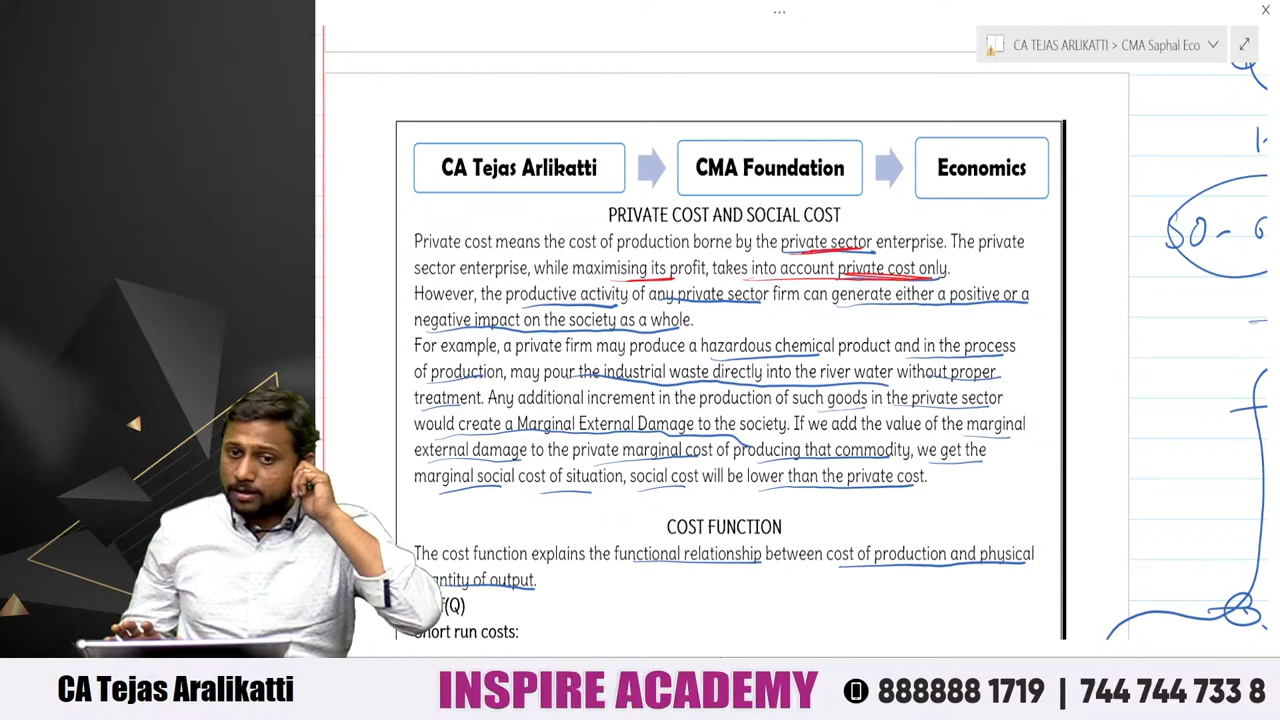 ...
X
CA TEJAS ARLIKATTI > CMA Saphal Eco
CA Tejas Arlikatti
CMA Foundation
Economics
PRIVATE COST AND SOCIAL COST
Private cost means the cost of production borne by the private sector enterprise. The private
sector enterprise, while maximising its profit, takes into account private cost only.
However, the productive activity of any private sector firm can generate either a positive or a
negative impact on the society as a whole.
For example, a private firm may produce a hazardous chemical product and in the process
of production, may pour the industrial waste directly into the river water without proper
treatment. Any additional increment in the production of such goods in the private sector
would create a Marginal External Damage to the society. If we add the value of the marginal
external damage to the private marginal cost of producing that commodity, we get the
marginal social cost of situation, social cost will be lower than the private cost.
COST FUNCTION
The cost function explains the functional relationship between cost of production and physical
antity of output.
f(Q)
Short run costs:
50 -
CA Tejas Aralikatti
INSPIRE ACADEMY
888888 1719 | 744 744 733 8